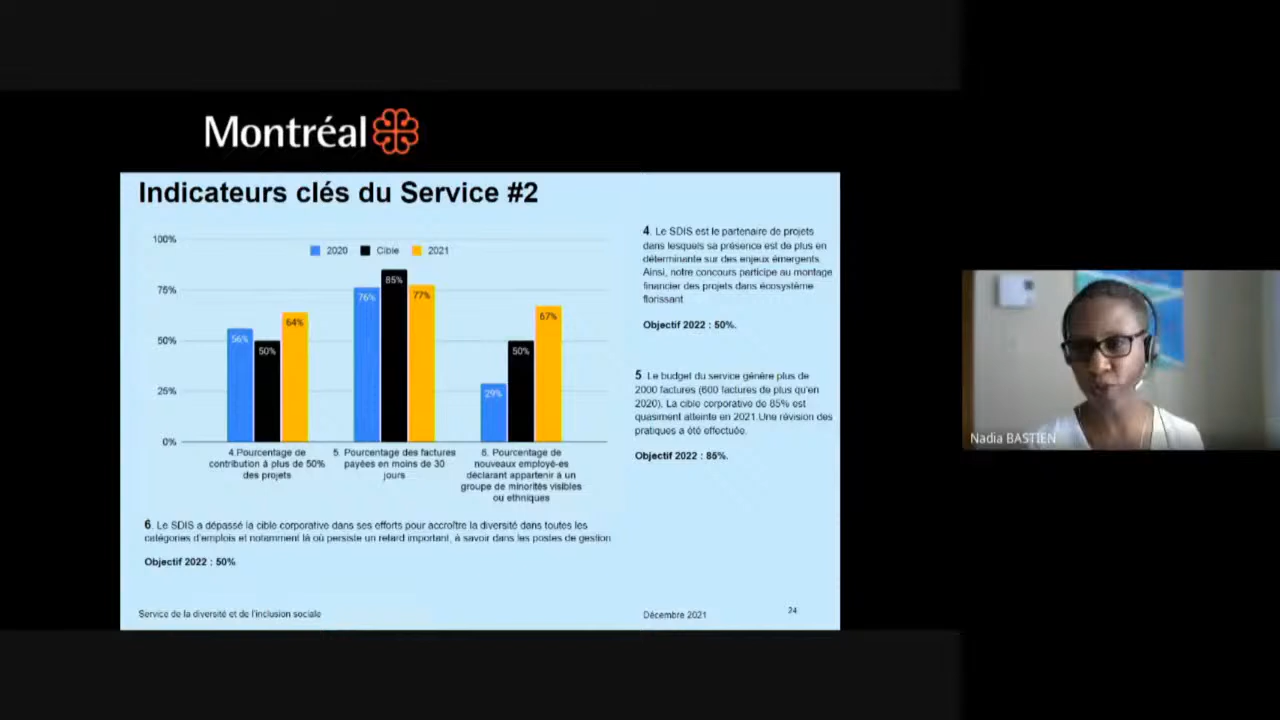 Montréal
Indicateurs clés du Service #2
100%
75%
50%
25%
0%
2020
Cible
2021
56%
50%
64%
76%
85%
77%
29%
50%
67%
4.Pourcentage de
contribution à plus de 50%
des projets
5. Pourcentage des factures
payées en moins de 30
jours
6. Pourcentage de
nouveaux employé-es
déclarant appartenir à un
groupe de minorités visibles
ou ethniques
4. Le SDIS est le partenaire de projets
dans lesquels sa présence est de plus en
déterminante sur des enjeux émergents.
Ainsi, notre concours participe au montage
financier des projets dans écosystème
florissant
Objectif 2022 : 50%.
5. Le budget du service génère plus de
2000 factures (600 factures de plus qu'en
2020). La cible corporative de 85% est
quasiment atteinte en 2021.Une révision des
pratiques a été effectuée.
Objectif 2022 : 85%.
6. Le SDIS a dépassé la cible corporative dans ses efforts pour accroître la diversité dans toutes les
catégories d'emplois et notamment là où persiste un retard important, à savoir dans les postes de gestion
Objectif 2022 : 50%
Service de la diversité et de l'inclusion sociale
Décembre 2021
24
Nadia BASTIEN